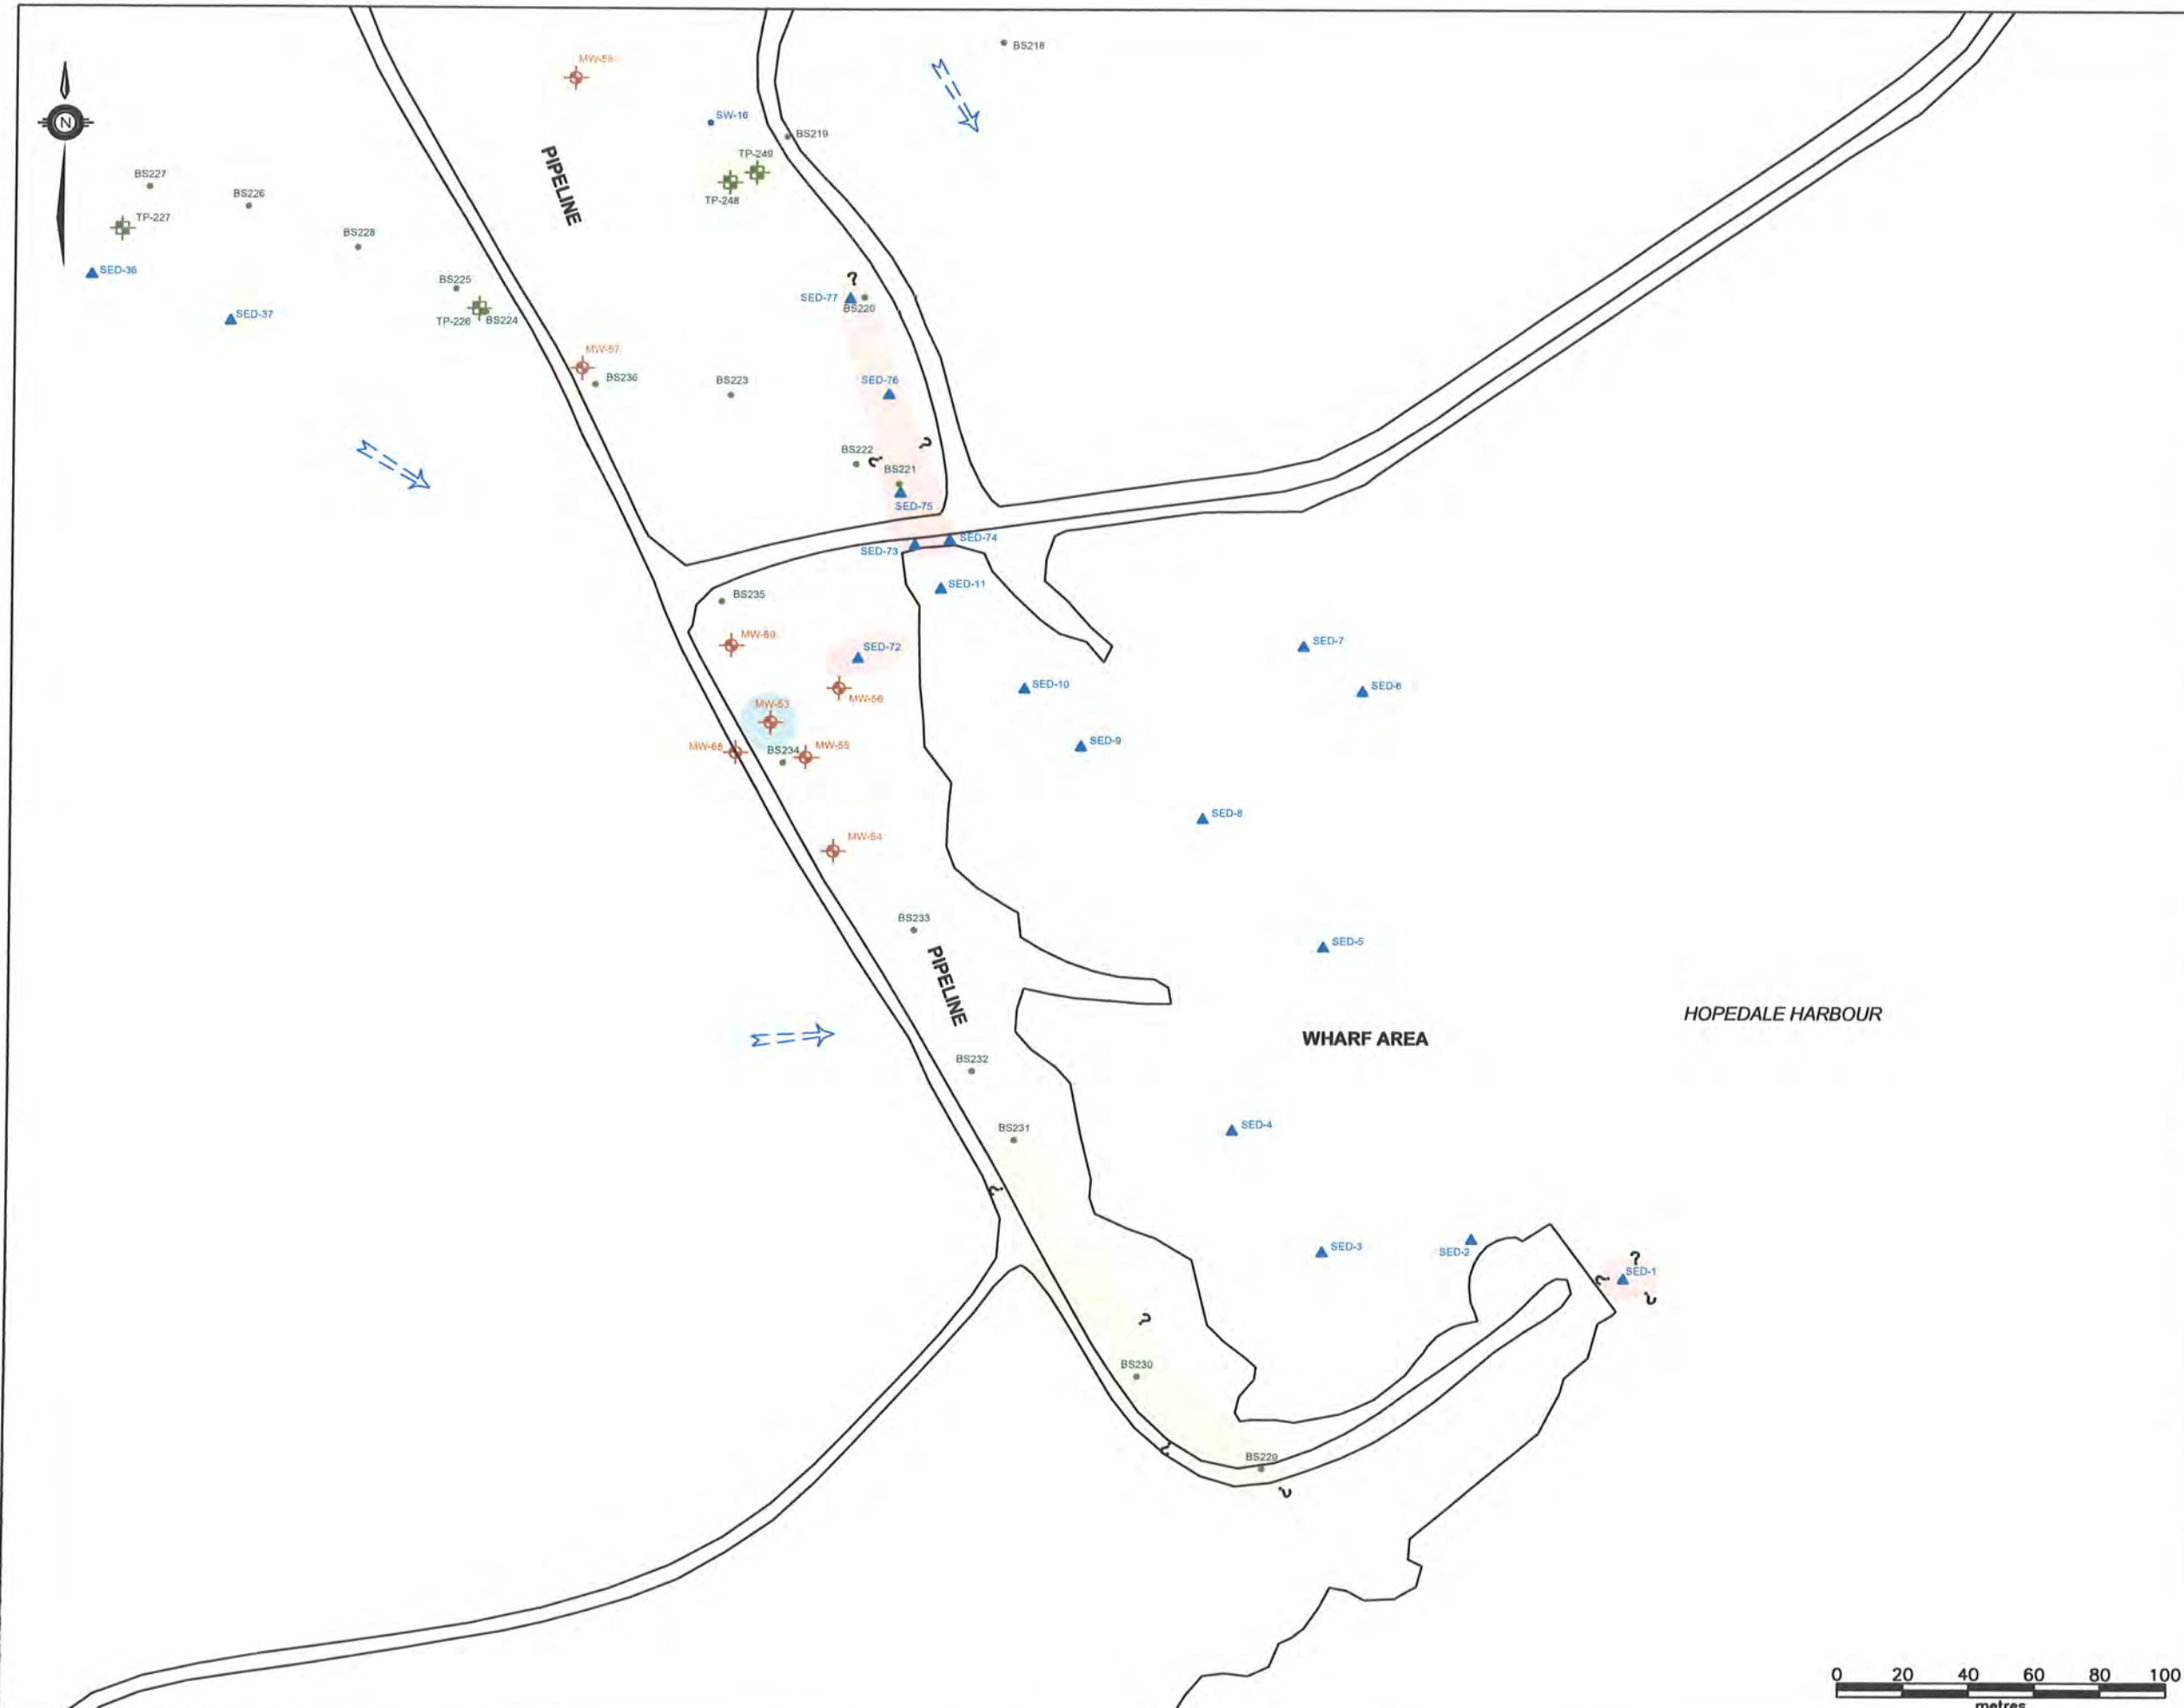 BS218
MW-58
SW-16
BS219
N
PIPELINE
TP-249
TP-248
BS227
BS226
TP-227
BS228
SED-36
BS225
SED-37
TP-226
BS224
?
SED-77
BS220
MW-57
BS236
BS223
SED-76
?
BS222
?
BS221
SED-75
SED-73
SED-74
SED-11
BS235
MW-60
SED-72
SED-7
SED-10
SED-6
MW-56
MW-53
MW-55
BS234
SED-9
SED-8
MW-54
BS233
SED-5
PIPELINE
HOPEDALE HARBOUR
WHARF AREA
BS232
SED-4
BS231
?
SED-3
SED-2
?
SED-1
?
?
?
BS230
?
BS229
?
0 20 40 60 80 100
metres